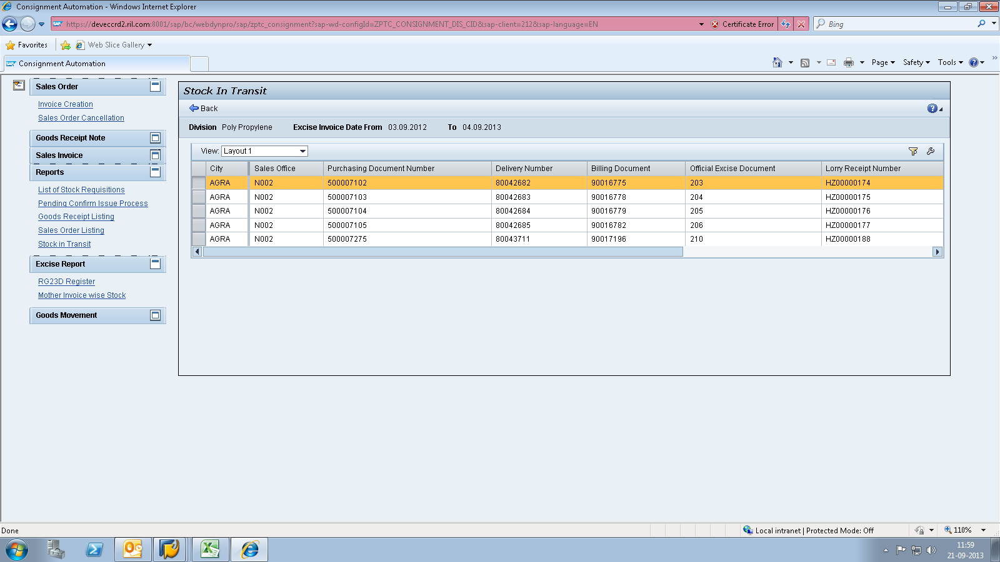 Consignment Automation - Windows Internet Explorer
https://deveccrd2.ril.com:8001/sap/bc/webdynpro/sap/zptc_consignment?sap-wd-configId=ZPTC_CONSIGNMENT_DIS_CID&sap-client=212&sap-language=EN
Certificate Error
Bing
Favorites
Web Slice Gallery
SAP Consignment Automation
Page
Safety
Tools
Sales Order
Invoice Creation
Sales Order Cancellation
Goods Receipt Note
Sales Invoice
Reports
List of Stock Requisitions
Pending Confirm Issue Process
Goods Receipt Listing
Sales Order Listing
Stock in Transit
Excise Report
RG23D Register
Mother Invoice wise Stock
Goods Movement
Stock In Transit
Back
Division Poly Propylene Excise Invoice Date From 03.09.2012 To 04.09.2013
View: Layout 1
City Sales Office Purchasing Document Number Delivery Number Billing Document Official Excise Document Lorry Receipt Number
AGRA N002 500007102 80042682 90016775 203 HZ00000174
AGRA N002 500007103 80042683 90016778 204 HZ00000175
AGRA N002 500007104 80042684 90016779 205 HZ00000176
AGRA N002 500007105 80042685 90016782 206 HZ00000177
AGRA N002 500007275 80043711 90017196 210 HZ00000188
Done
Local intranet | Protected Mode: Off
110%
11:59
21-09-2013